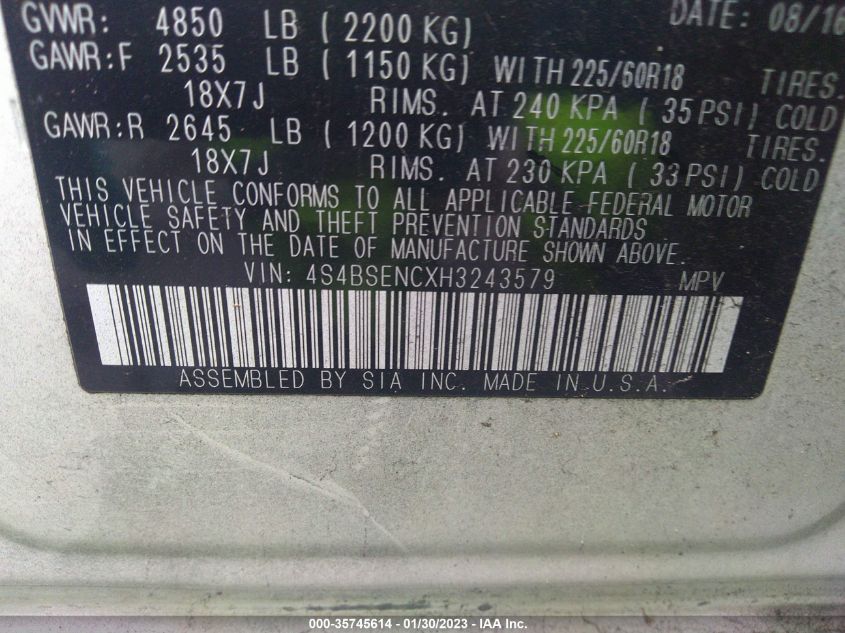 GVWR: 4850 LB ( 2200 KG) DATE: 08/16
GAWR:F 2535 LB ( 1150 KG) WITH 225/60R18 TIRES.
18X7J RIMS. AT 240 KPA ( 35 PSI) COLD
GAWR:R 2645 LB ( 1200 KG) WITH 225/60R18 TIRES.
18X7J RIMS. AT 230 KPA ( 33 PSI) COLD
THIS VEHICLE CONFORMS TO ALL APPLICABLE FEDERAL MOTOR
VEHICLE SAFETY AND THEFT PREVENTION STANDARDS
IN EFFECT ON THE DATE OF MANUFACTURE SHOWN ABOVE.
VIN: 4S4BSENCXH3243579 MPV
ASSEMBLED BY SIA INC. MADE IN U.S.A.
000-35745614 - 01/30/2023 - IAAI.COM